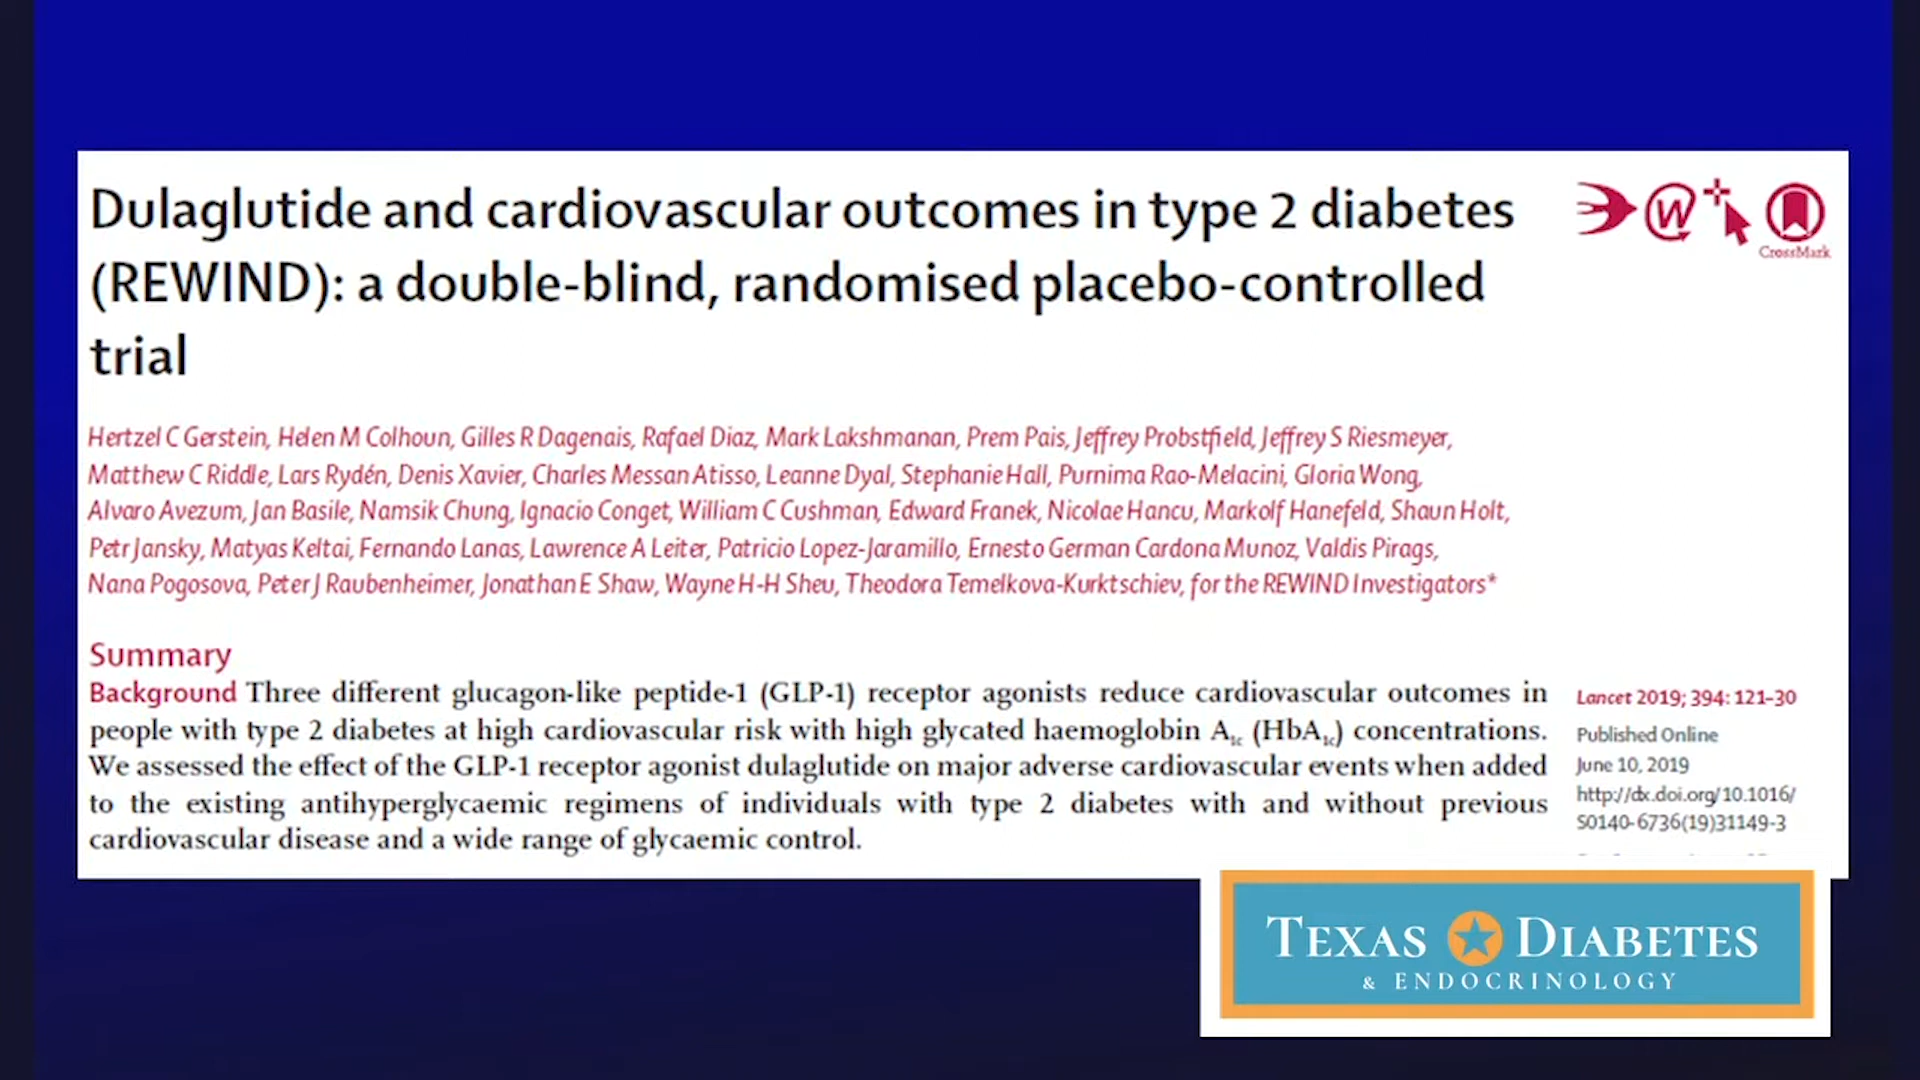 Dulaglutide and cardiovascular outcomes in type 2 diabetes
(REWIND): a double-blind, randomised placebo-controlled
trial
W
CrossMark
Hertzel C Gerstein, Helen M Colhoun, Gilles R Dagenais, Rafael Diaz, Mark Lakshmanan, Prem Pais, Jeffrey Probstfield, Jeffrey S Riesmeyer,
Matthew C Riddle, Lars Rydén, Denis Xavier, Charles Messan Atisso, Leanne Dyal, Stephanie Hall, Purnima Rao-Melacini, Gloria Wong,
Alvaro Avezum, Jan Basile, Namsik Chung, Ignacio Conget, William C Cushman, Edward Franek, Nicolae Hancu, Markolf Hanefeld, Shaun Holt,
Petr Jansky, Matyas Keltai, Fernando Lanas, Lawrence A Leiter, Patricio Lopez-Jaramillo, Ernesto German Cardona Munoz, Valdis Pirags,
Nana Pogosova, Peter J Raubenheimer, Jonathan E Shaw, Wayne H-H Sheu, Theodora Temelkova-Kurktschiev, for the REWIND Investigators*
Summary
Background Three different glucagon-like peptide-1 (GLP-1) receptor agonists reduce cardiovascular outcomes in
people with type 2 diabetes at high cardiovascular risk with high glycated haemoglobin A1c (HbA1c) concentrations.
We assessed the effect of the GLP-1 receptor agonist dulaglutide on major adverse cardiovascular events when added
to the existing antihyperglycaemic regimens of individuals with type 2 diabetes with and without previous
cardiovascular disease and a wide range of glycaemic control.
Lancet 2019; 394: 121–30
Published Online
June 10, 2019
http://dx.doi.org/10.1016/
S0140-6736(19)31149-3
TEXAS DIABETES
& ENDOCRINOLOGY